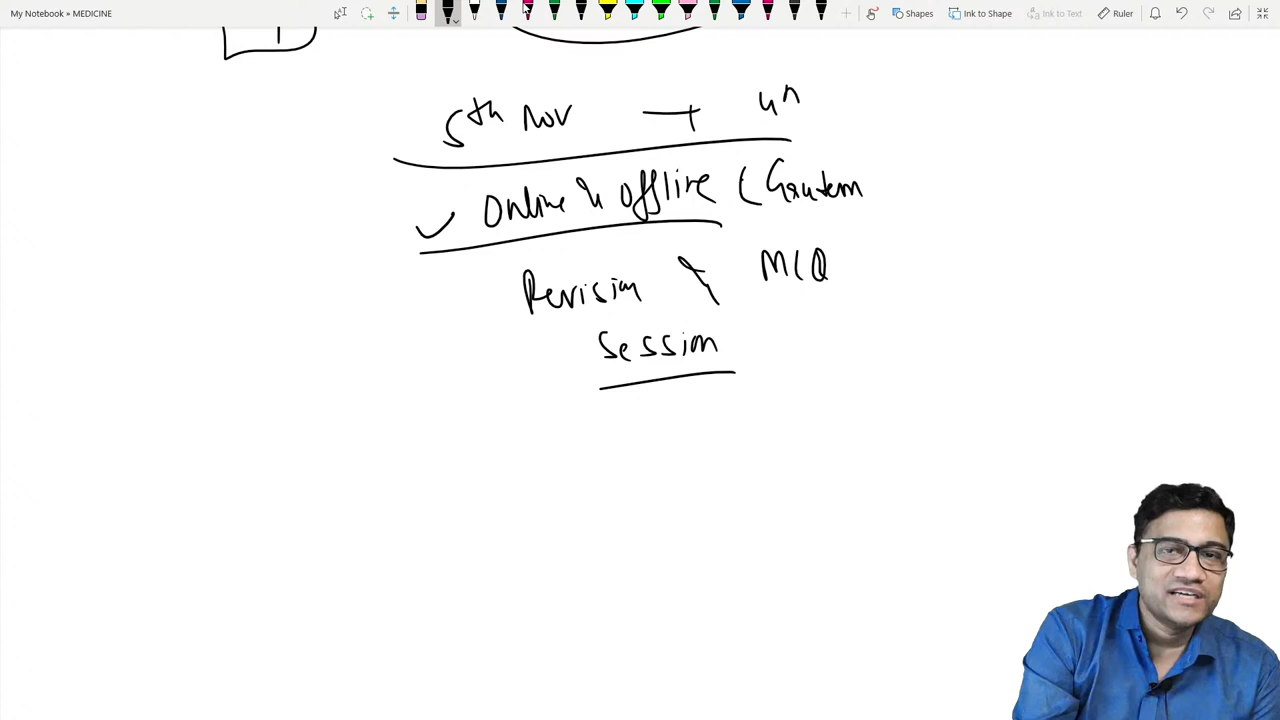 My Notebook » MEDICINE
Shapes Ink to Shape Ink to Text Ruler
5th Nov
Online & offline (Gautam
Revision & MCQ
Session